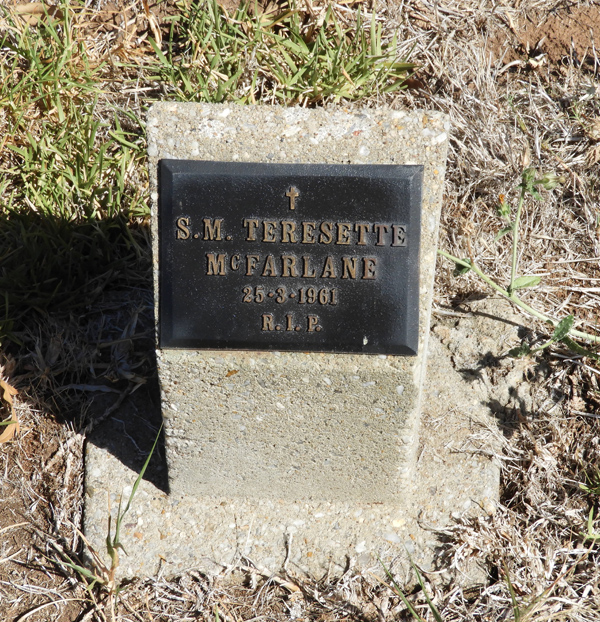 S.M. TERESETTE
McFARLANE
25·3·1961
R.I.P.